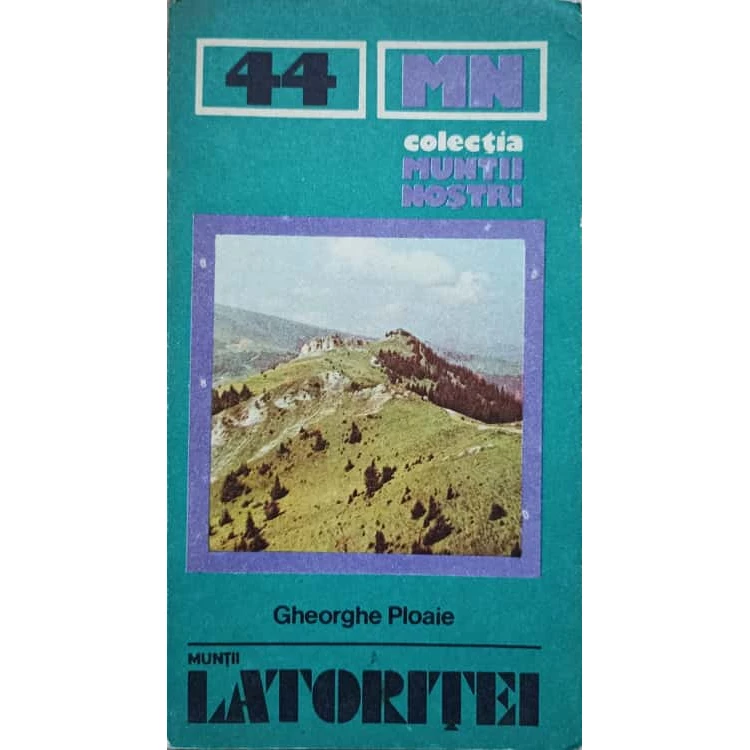 44 MN
colecția
MUNȚII
NOȘTRI
Gheorghe Ploaie
MUNȚII
LATORIȚEI